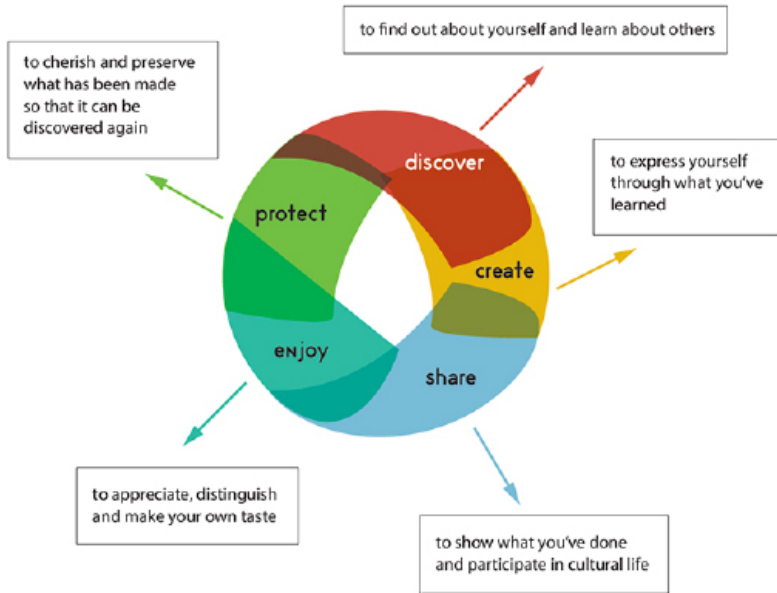 to find out about yourself and learn about others
to cherish and preserve
what has been made
so that it can be
discovered again
discover
to express yourself
through what you've
learned
protect
create
enjoy
share
to appreciate, distinguish
and make your own taste
to show what you've done
and participate in cultural life